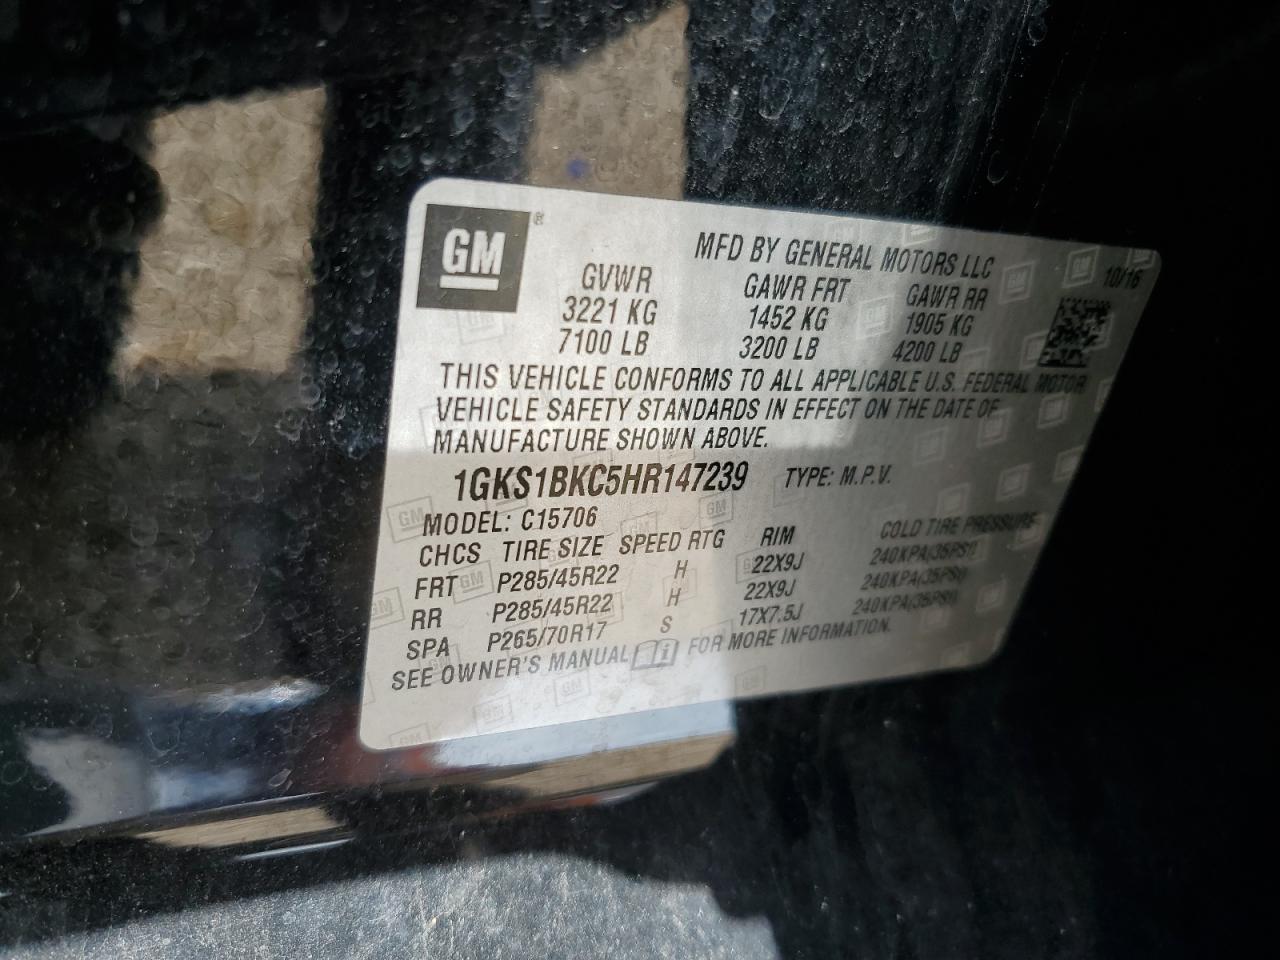 GM ®
MFD BY GENERAL MOTORS LLC
10/16
GVWR GAWR FRT GAWR RR
3221 KG 1452 KG 1905 KG
7100 LB 3200 LB 4200 LB
THIS VEHICLE CONFORMS TO ALL APPLICABLE U.S. FEDERAL MOTOR
VEHICLE SAFETY STANDARDS IN EFFECT ON THE DATE OF
MANUFACTURE SHOWN ABOVE.
1GKS1BKC5HR147239 TYPE: M.P.V.
MODEL: C15706
CHCS TIRE SIZE SPEED RTG RIM COLD TIRE PRESSURE
FRT P285/45R22 H 22X9J 240KPA(35PSI)
RR P285/45R22 H 22X9J 240KPA(35PSI)
SPA P265/70R17 S 17X7.5J 240KPA(35PSI)
SEE OWNER'S MANUAL FOR MORE INFORMATION.